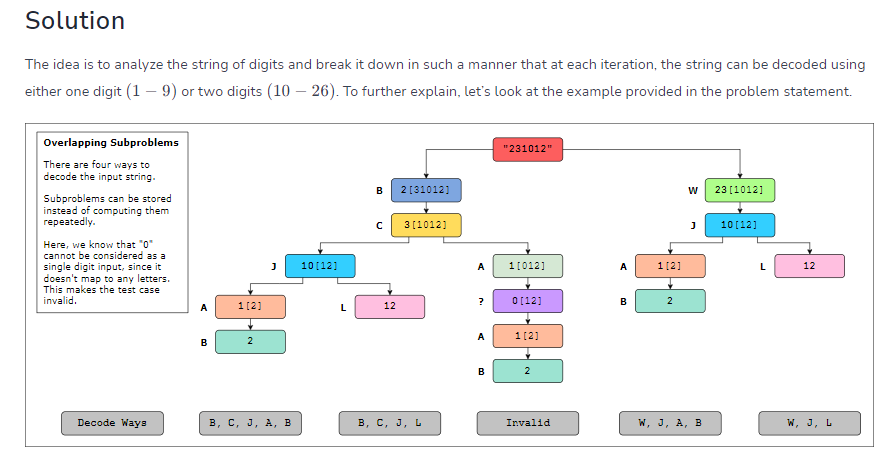 Solution
The idea is to analyze the string of digits and break it down in such a manner that at each iteration, the string can be decoded using
either one digit (1 − 9) or two digits (10 − 26). To further explain, let's look at the example provided in the problem statement.
Overlapping Subproblems
There are four ways to
decode the input string.
Subproblems can be stored
instead of computing them
repeatedly.
Here, we know that "0"
cannot be considered as a
single digit input, since it
doesn't map to any letters.
This makes the test case
invalid.
"231012"
B 2[31012]
W 23[1012]
C 3[1012]
J 10[12]
J 10[12]
A 1[012]
A 1[2]
L 12
A 1[2]
L 12
? 0[12]
B 2
B 2
A 1[2]
B 2
Decode Ways
B, C, J, A, B
B, C, J, L
Invalid
W, J, A, B
W, J, L